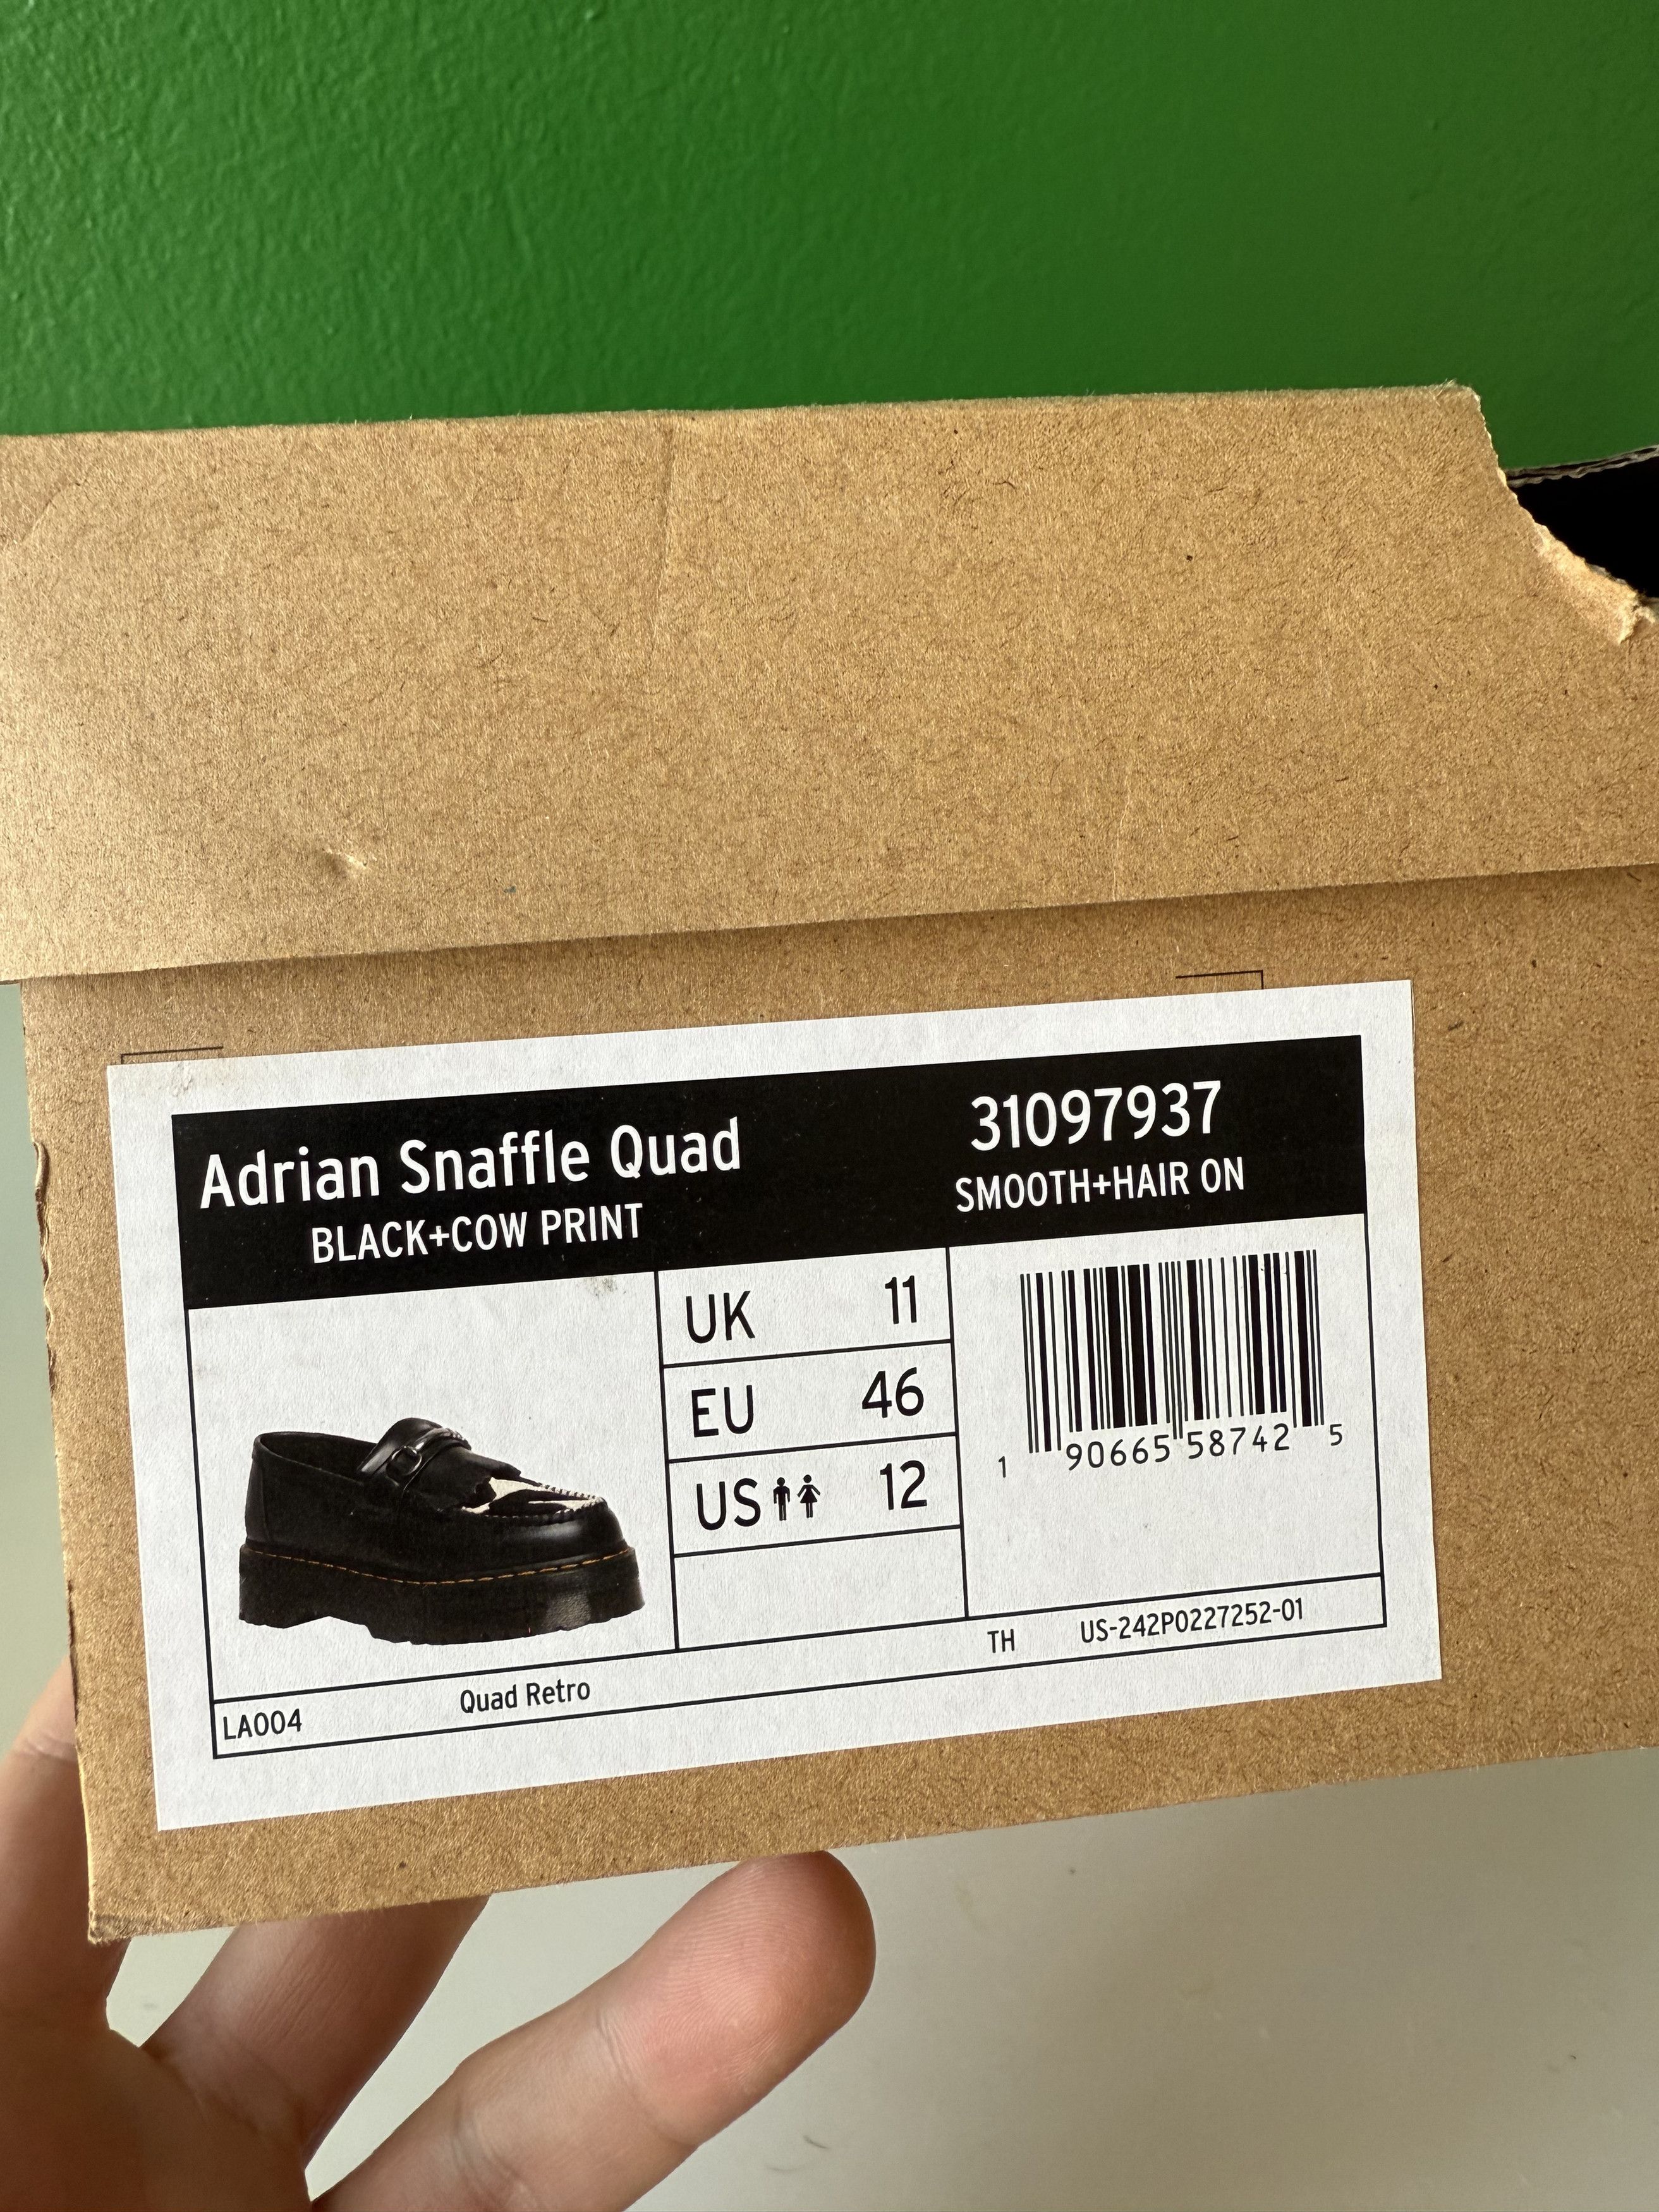 Adrian Snaffle Quad
BLACK+COW PRINT
31097937
SMOOTH+HAIR ON
UK 11
EU 46
US 12
1 90665 58742 5
LA004 Quad Retro TH US-242P0227252-01